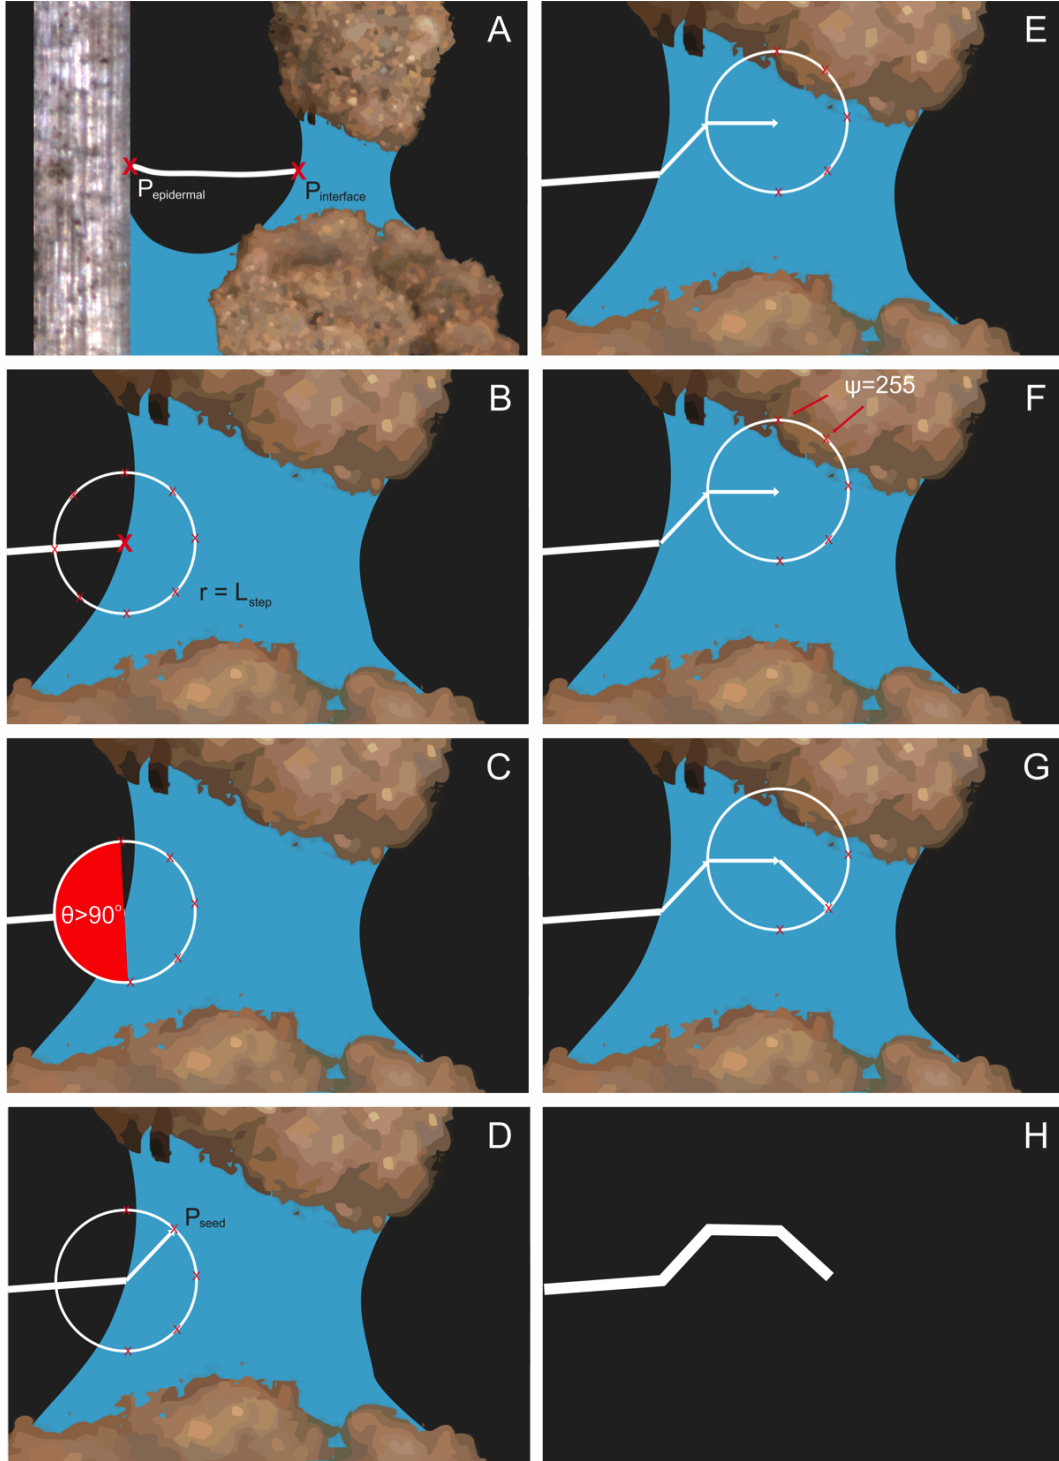 A
P epidermal
P interface
B
r = L step
C
θ>90°
D
P seed
E
F
ψ=255
G
H